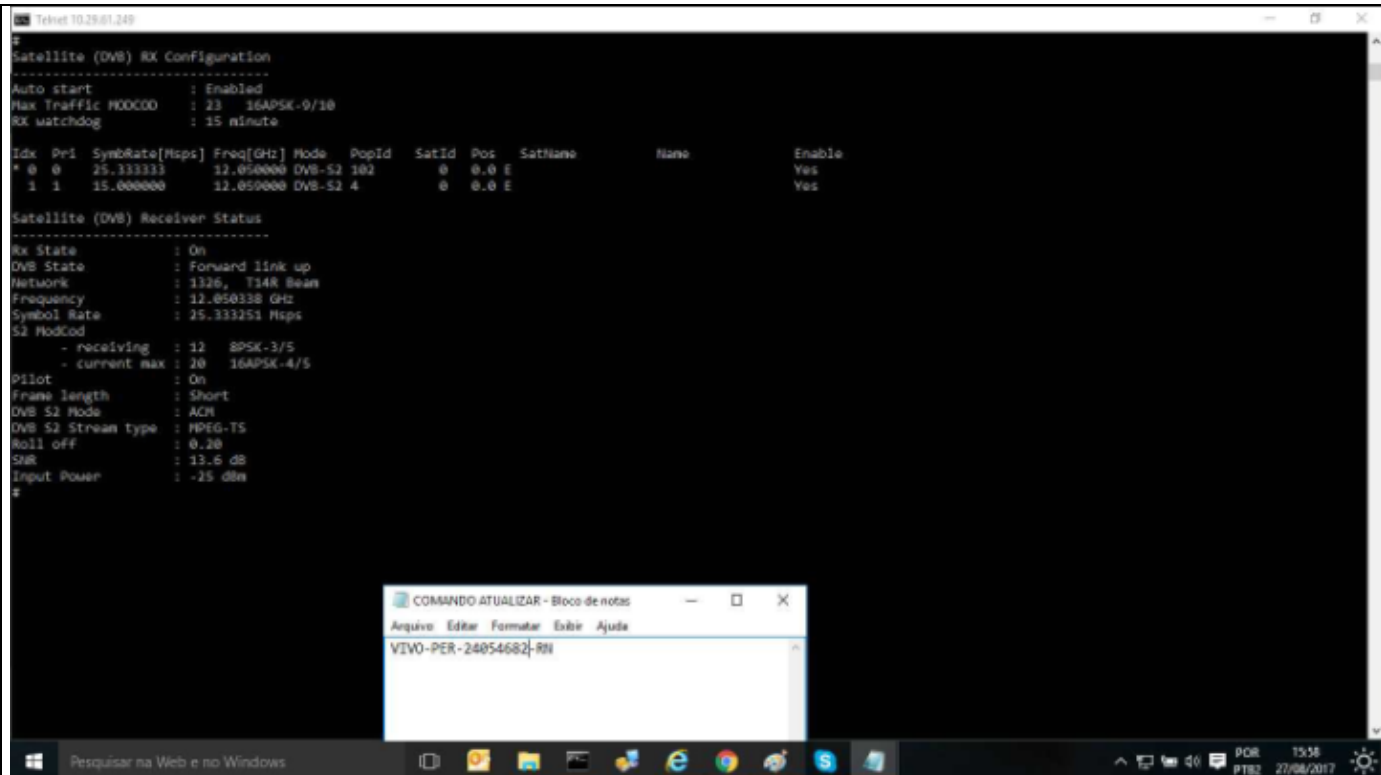 Telnet 10.29.61.249
Satellite (DVB) RX Configuration
---------------------------------
Auto start : Enabled
Max Traffic MODCOD : 23 16APSK-9/10
RX watchdog : 15 minute
Idx Pri SymbRate[Msps] Freq[GHz] Mode PopId SatId Pos SatName Name Enable
* 0 0 25.333333 12.050000 DVB-S2 102 0 0.0 E Yes
1 1 15.000000 12.059000 DVB-S2 4 0 0.0 E Yes
Satellite (DVB) Receiver Status
---------------------------------
Rx State : On
DVB State : Forward link up
Network : 1326, T14R Beam
Frequency : 12.050338 GHz
Symbol Rate : 25.333251 Msps
S2 ModCod
- receiving : 12 8PSK-3/5
- current max : 20 16APSK-4/5
Pilot : On
Frame length : Short
DVB S2 Mode : ACM
DVB S2 Stream type : MPEG-TS
Roll off : 0.20
SNR : 13.6 dB
Input Power : -25 dBm
COMANDO ATUALIZAR - Bloco de notas
Arquivo Editar Formatar Exibir Ajuda
VIVO-PER-24054682-RN
Pesquisar na Web e no Windows
POR
PTB2
15:58
27/08/2017